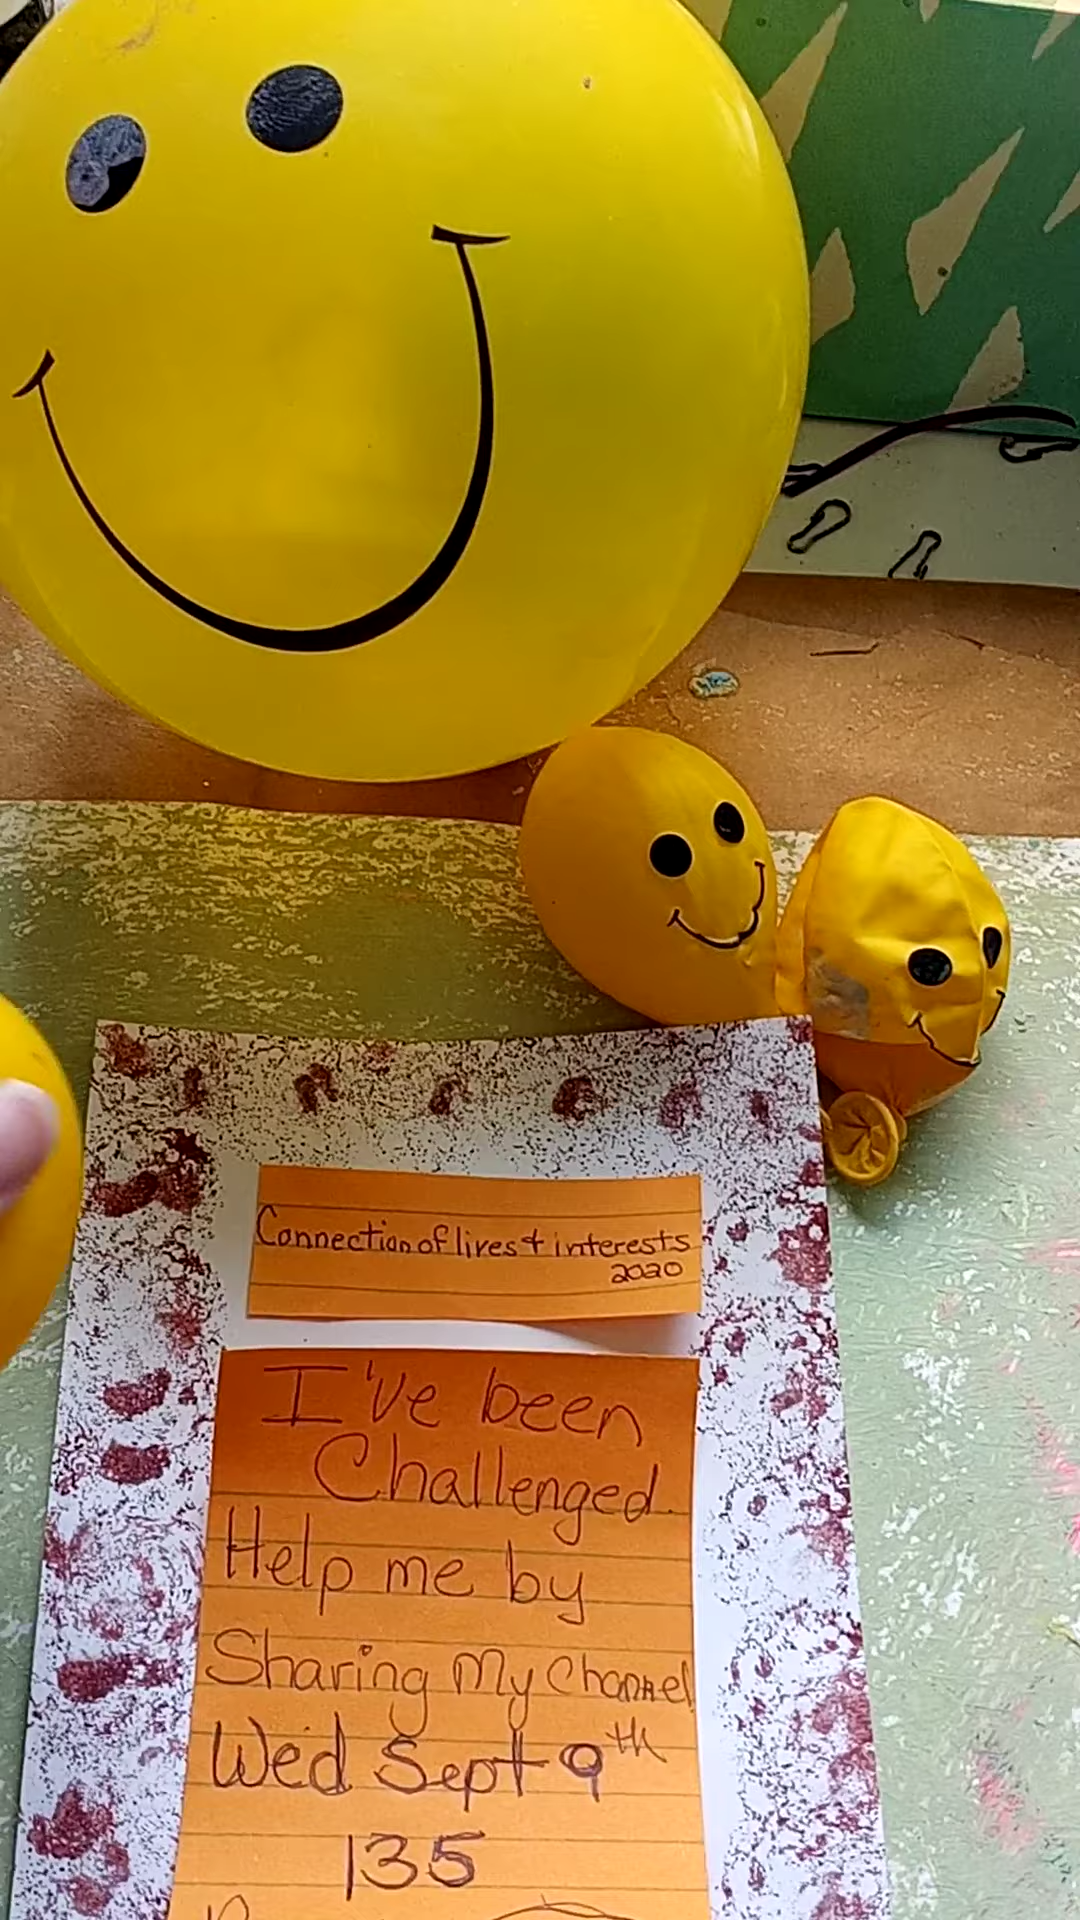 Connection of lives & interests
2020
I've been
Challenged.
Help me by
Sharing My Channel
Wed Sept 9th
135